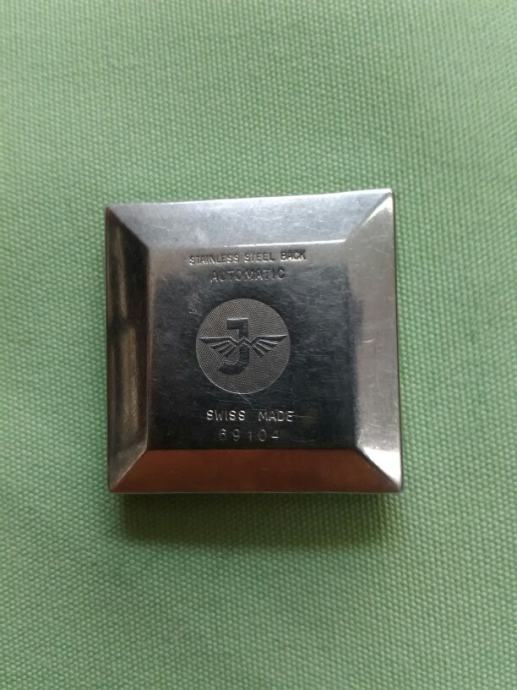 STAINLESS STEEL BACK
AUTOMATIC
J
SWISS MADE
69104